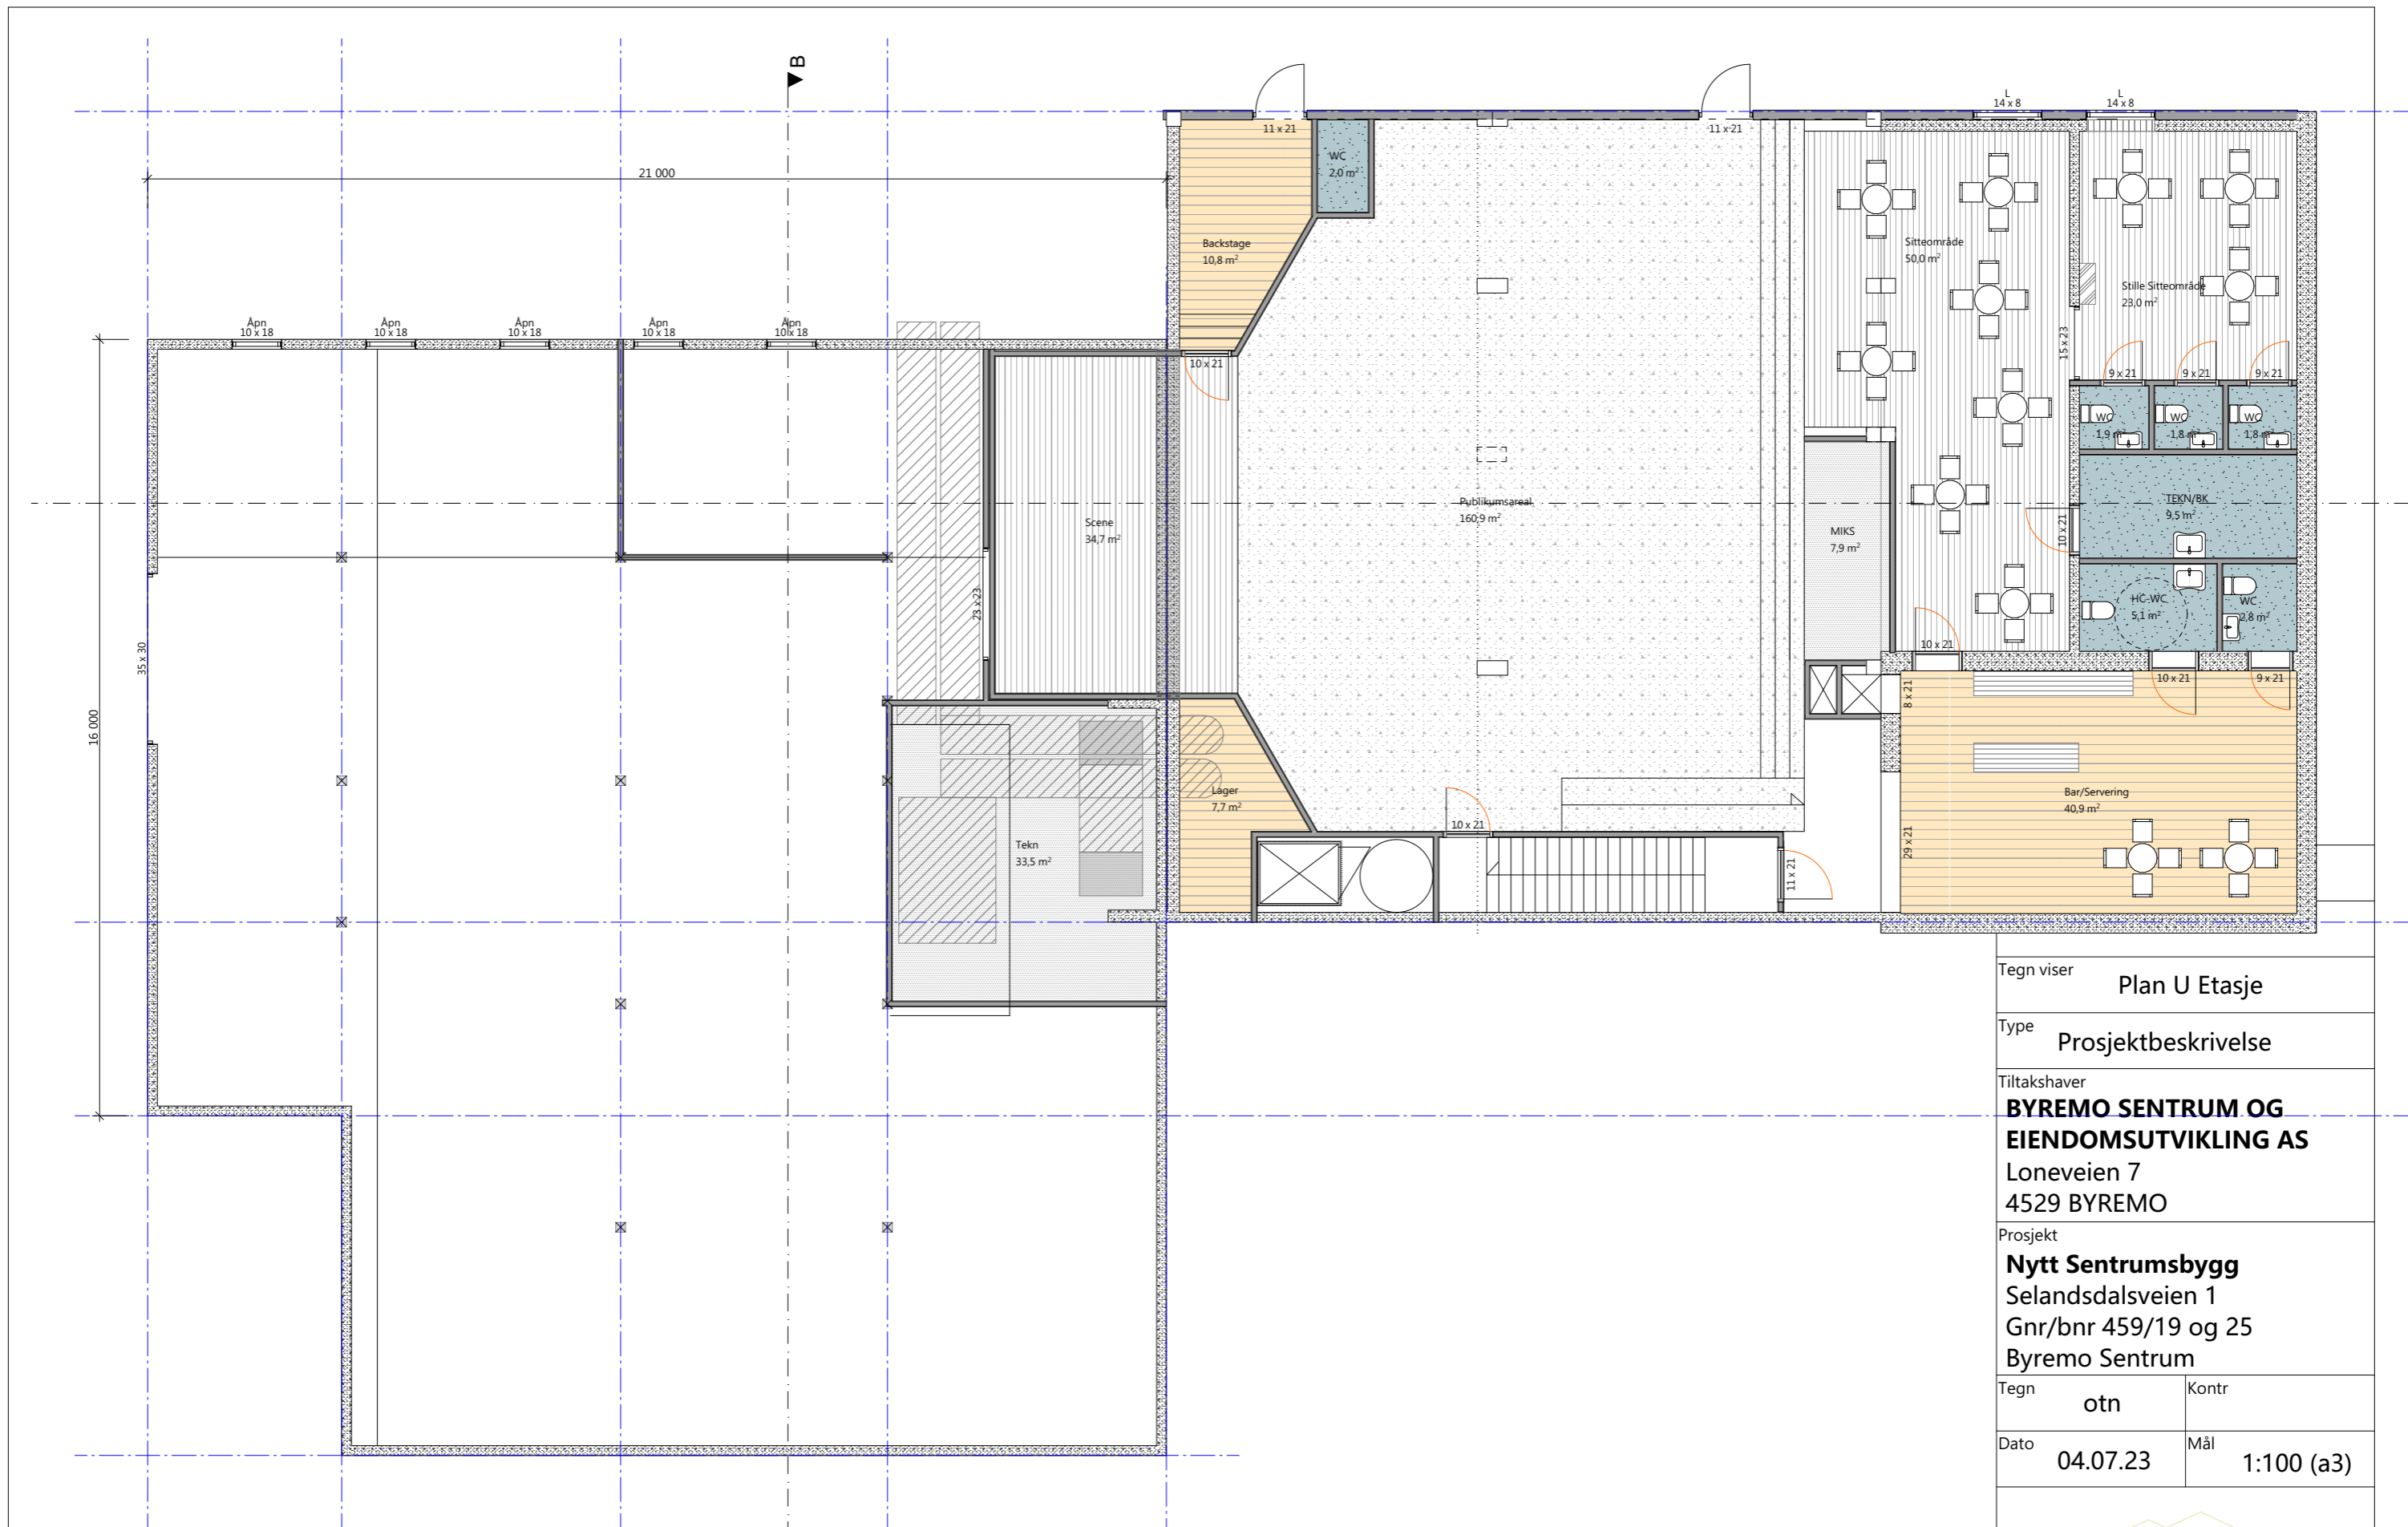 B
L
14 x 8
L
14 x 8
11 x 21
11 x 21
WC
2,0 m²
21 000
Backstage
10,8 m²
Sitteområde
50,0 m²
Stille Sitteområde
23,0 m²
Åpn
10 x 18
Åpn
10 x 18
Åpn
10 x 18
Åpn
10 x 18
Åpn
10 x 18
10 x 21
15 x 23
9 x 21
9 x 21
9 x 21
WC
1,9 m²
WC
1,8 m²
WC
1,8 m²
Scene
34,7 m²
Publikumsareal
160,9 m²
MIKS
7,9 m²
TEKN/BK
9,5 m²
10 x 21
23 x 23
HC-WC
5,1 m²
WC
2,8 m²
35 x 30
16 000
10 x 21
10 x 21
9 x 21
8 x 21
Lager
7,7 m²
Bar/Servering
40,9 m²
10 x 21
Tekn
33,5 m²
29 x 21
11 x 21
Tegn viser
Plan U Etasje
Type
Prosjektbeskrivelse
Tiltakshaver
BYREMO SENTRUM OG
EIENDOMSUTVIKLING AS
Loneveien 7
4529 BYREMO
Prosjekt
Nytt Sentrumsbygg
Selandsdalsveien 1
Gnr/bnr 459/19 og 25
Byremo Sentrum
Tegn
otn
Kontr
Dato
04.07.23
Mål
1:100 (a3)